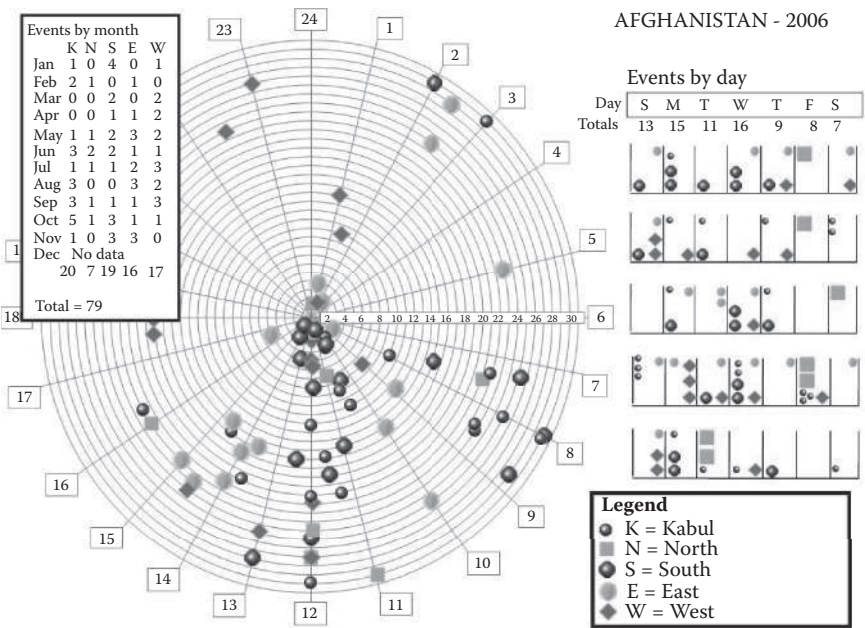 AFGHANISTAN - 2006
Events by month
K N S E W
Jan 1 0 4 0 1
Feb 2 1 0 1 0
Mar 0 0 2 0 2
Apr 0 0 1 1 2
May 1 1 2 3 2
Jun 3 2 2 1 1
Jul 1 1 1 2 3
Aug 3 0 0 3 2
Sep 3 1 1 1 3
Oct 5 1 3 1 1
Nov 1 0 3 3 0
Dec No data
20 7 19 16 17
Total = 79
24
1
2
3
4
5
6
7
8
9
10
11
12
13
14
15
16
17
18
1
23
2 4 6 8 10 12 14 16 18 20 22 24 26 28 30
Events by day
Day S M T W T F S
Totals 13 15 11 16 9 8 7
Legend
K = Kabul
N = North
S = South
E = East
W = West